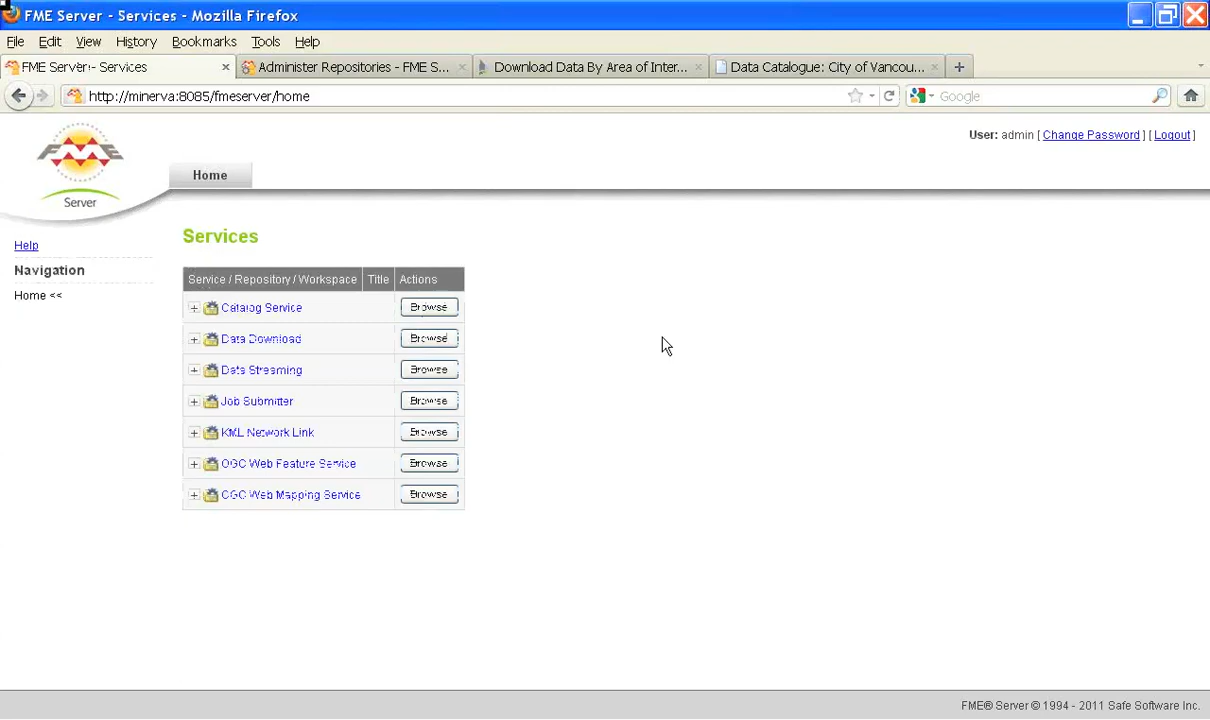 FME Server - Services - Mozilla Firefox
File Edit View History Bookmarks Tools Help
FME Server - Services × Administer Repositories - FME S... × Download Data By Area of Inter... × Data Catalogue: City of Vancou... × +
http://minerva:8085/fmeserver/home Google
User: admin [ Change Password ] [ Logout ]
FME
Server
Home
Help
Navigation
Home <<
Services
Service / Repository / Workspace Title Actions
Catalog Service Browse
Data Download Browse
Data Streaming Browse
Job Submitter Browse
KML Network Link Browse
OGC Web Feature Service Browse
OGC Web Mapping Service Browse
FME® Server © 1994 - 2011 Safe Software Inc.